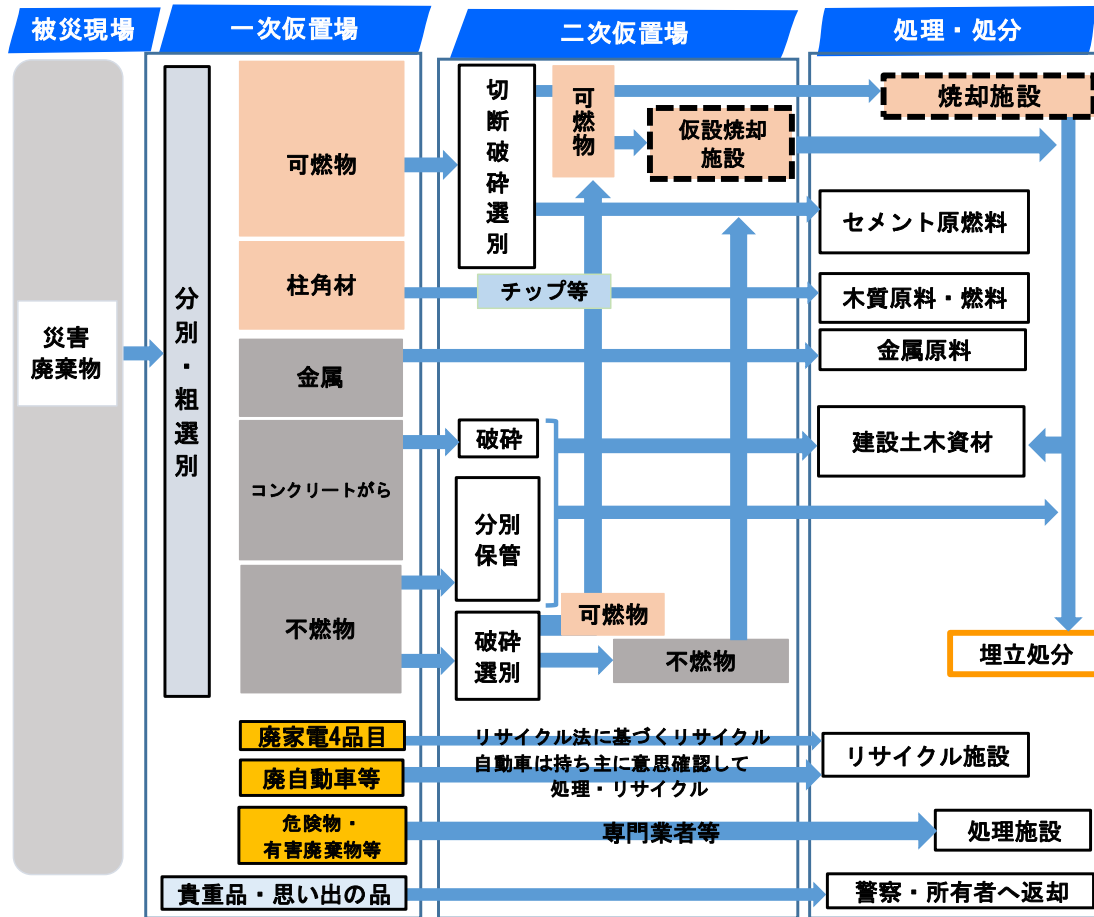 被災現場
一次仮置場
二次仮置場
処理・処分
災害
廃棄物
分別・粗選別
可燃物
柱角材
金属
コンクリートがら
不燃物
廃家電4品目
廃自動車等
危険物・
有害廃棄物等
貴重品・思い出の品
切断破砕選別
可燃物
仮設焼却
施設
チップ等
破砕
分別
保管
破砕
選別
可燃物
不燃物
リサイクル法に基づくリサイクル
自動車は持ち主に意思確認して
処理・リサイクル
専門業者等
焼却施設
セメント原燃料
木質原料・燃料
金属原料
建設土木資材
埋立処分
リサイクル施設
処理施設
警察・所有者へ返却